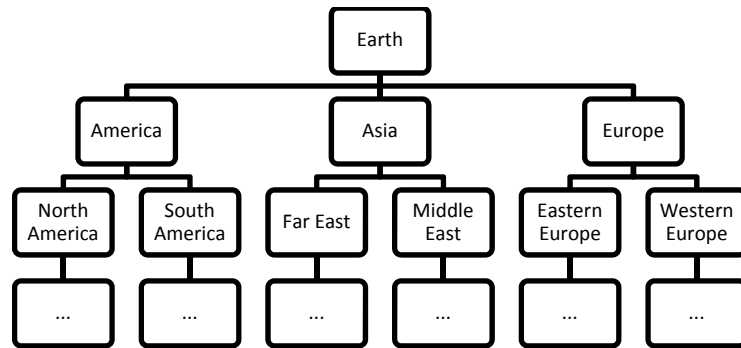 Earth
America
Asia
Europe
North
America
South
America
Far East
Middle
East
Eastern
Europe
Western
Europe
...
...
...
...
...
...